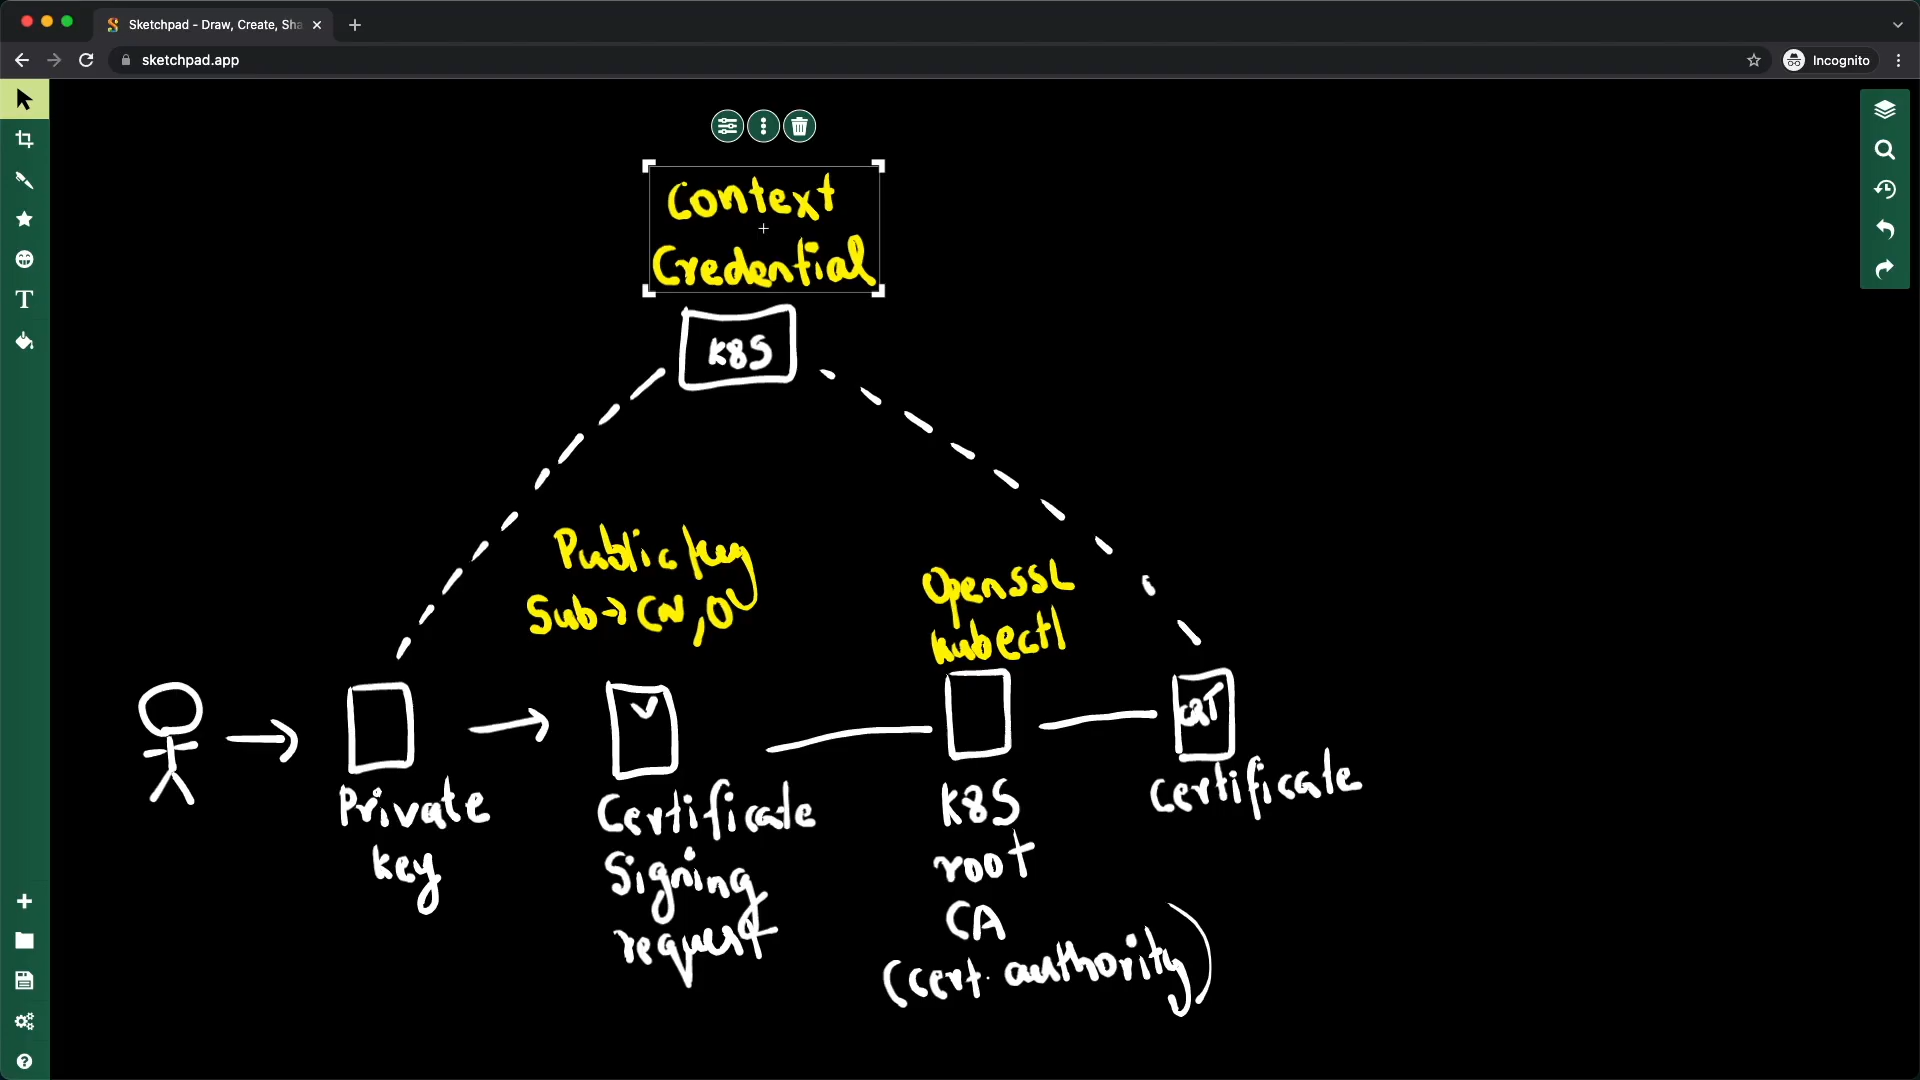 Sketchpad - Draw, Create, Sha
sketchpad.app
Incognito
Context
Credential
K8S
Public key
Sub→ CN, O
OpenSSL
kubectl
CRT
Private
key
Certificate
Signing
request
K8S
root
CA
(cert. authority)
Certificate
T